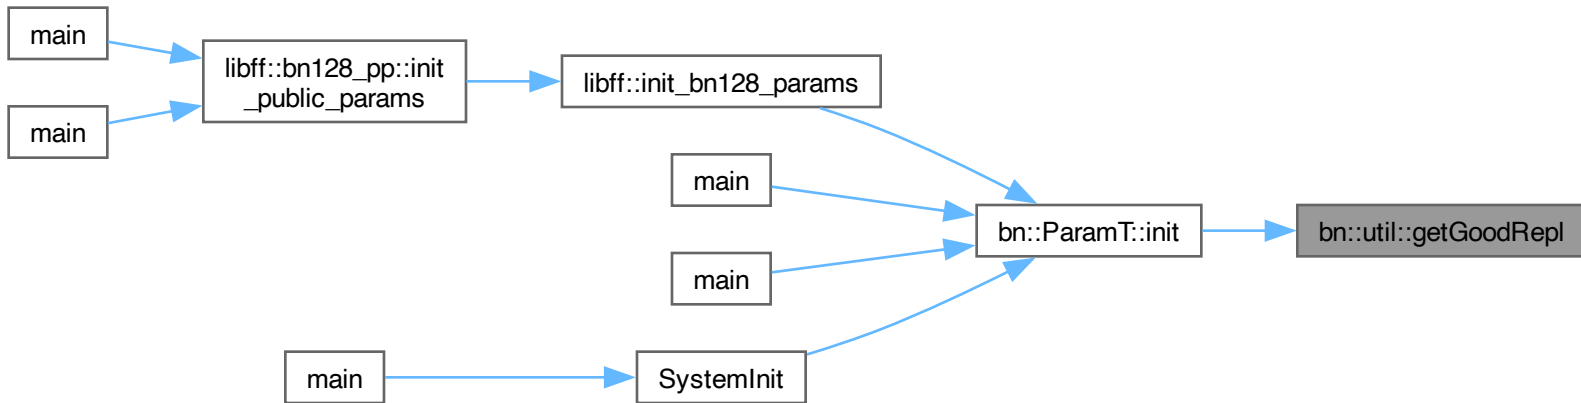 main
libff::bn128_pp::init
_public_params
libff::init_bn128_params
main
main
bn::ParamT::init
bn::util::getGoodRepl
main
main
SystemInit